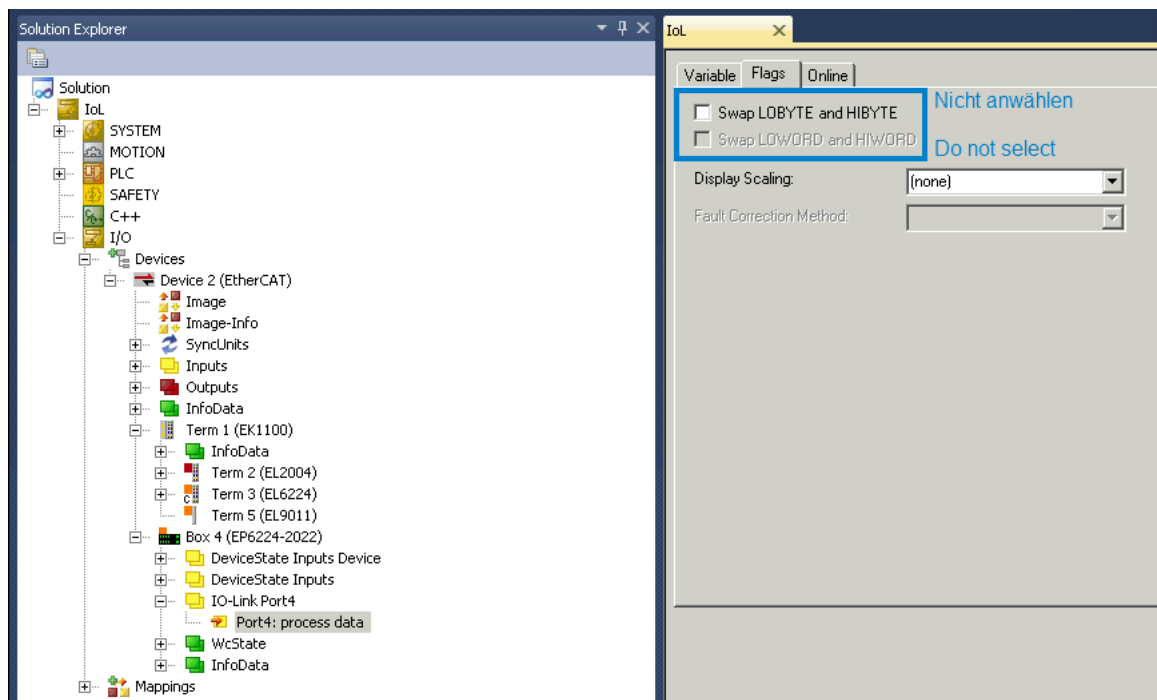 Solution Explorer
Solution
IoL
SYSTEM
MOTION
PLC
SAFETY
C++
I/O
Devices
Device 2 (EtherCAT)
Image
Image-Info
SyncUnits
Inputs
Outputs
InfoData
Term 1 (EK1100)
InfoData
Term 2 (EL2004)
Term 3 (EL6224)
Term 5 (EL9011)
Box 4 (EP6224-2022)
DeviceState Inputs Device
DeviceState Inputs
IO-Link Port4
Port4: process data
WcState
InfoData
Mappings
IoL
Variable Flags Online
Swap LOBYTE and HIBYTE
Nicht anwählen
Swap LOWORD and HIWORD
Do not select
Display Scaling: (none)
Fault Correction Method: